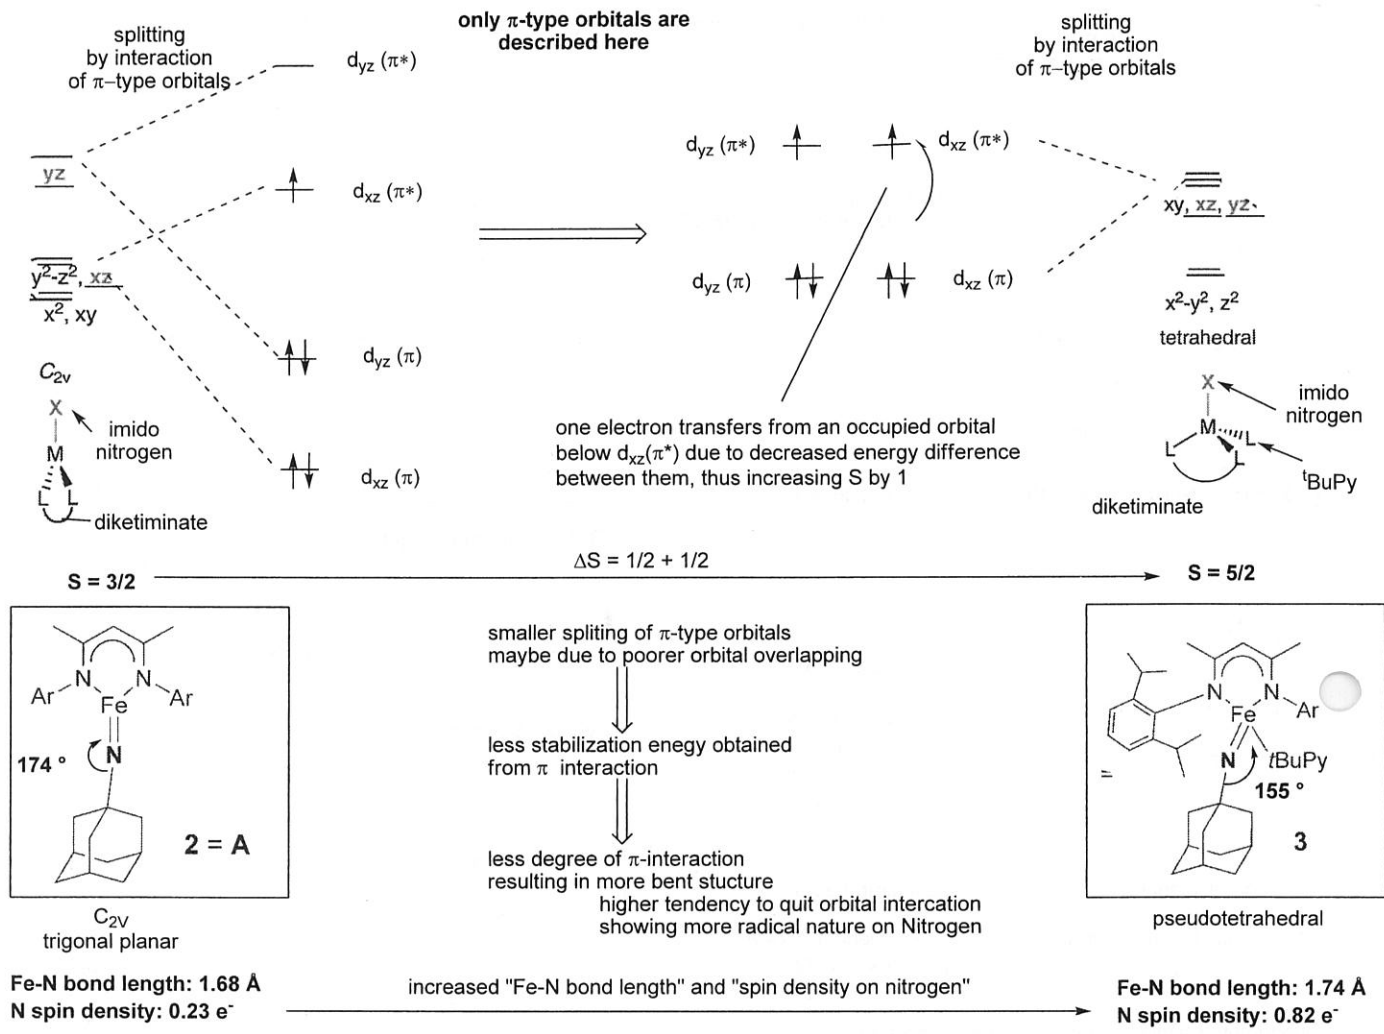 only π-type orbitals are
described here
splitting
by interaction
of π−type orbitals
splitting
by interaction
of π-type orbitals
dyz (π*)
dxz (π*)
dyz (π)
dxz (π)
yz
y²-z², xz
x², xy
C2v
X
imido
nitrogen
M
L L
diketiminate
dyz (π*)
dxz (π*)
dyz (π)
dxz (π)
xy, xz, yz
x²-y², z²
tetrahedral
X
imido
nitrogen
M
L
L
L
tBuPy
diketiminate
one electron transfers from an occupied orbital
below dxz(π*) due to decreased energy difference
between them, thus increasing S by 1
S = 3/2
ΔS = 1/2 + 1/2
S = 5/2
N N
Ar Ar
Fe
N
174 °
2 = A
C2V
trigonal planar
smaller spliting of π-type orbitals
maybe due to poorer orbital overlapping
less stabilization enegy obtained
from π interaction
less degree of π-interaction
resulting in more bent stucture
higher tendency to quit orbital intercation
showing more radical nature on Nitrogen
N N
Ar
Fe
N
tBuPy
155 °
3
pseudotetrahedral
Fe-N bond length: 1.68 Å
N spin density: 0.23 e-
increased "Fe-N bond length" and "spin density on nitrogen"
Fe-N bond length: 1.74 Å
N spin density: 0.82 e-